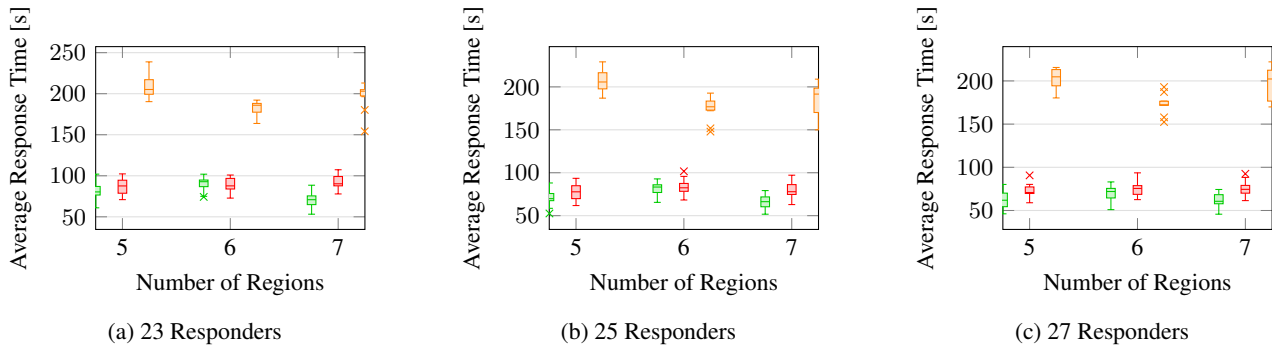 Average Response Time [s]
250
200
150
100
50
5 6 7
Number of Regions
(a) 23 Responders
Average Response Time [s]
200
150
100
50
5 6 7
Number of Regions
(b) 25 Responders
Average Response Time [s]
200
150
100
50
5 6 7
Number of Regions
(c) 27 Responders